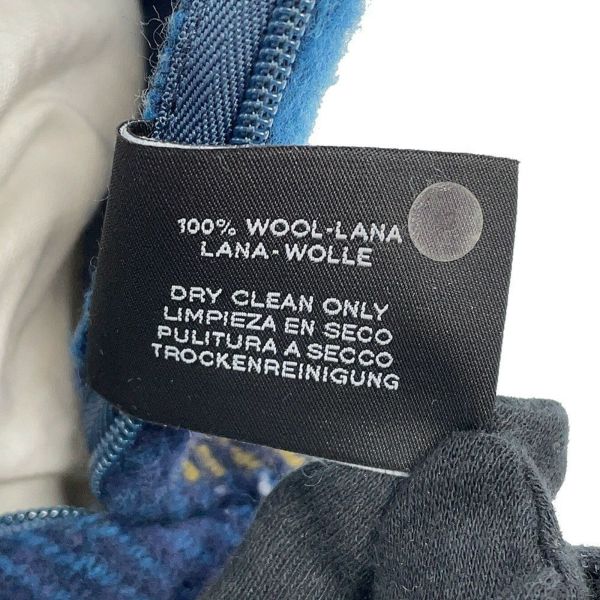 100% WOOL-LANA
LANA-WOLLE
DRY CLEAN ONLY
LIMPIEZA EN SECO
PULITURA A SECCO
TROCKENREINIGUNG